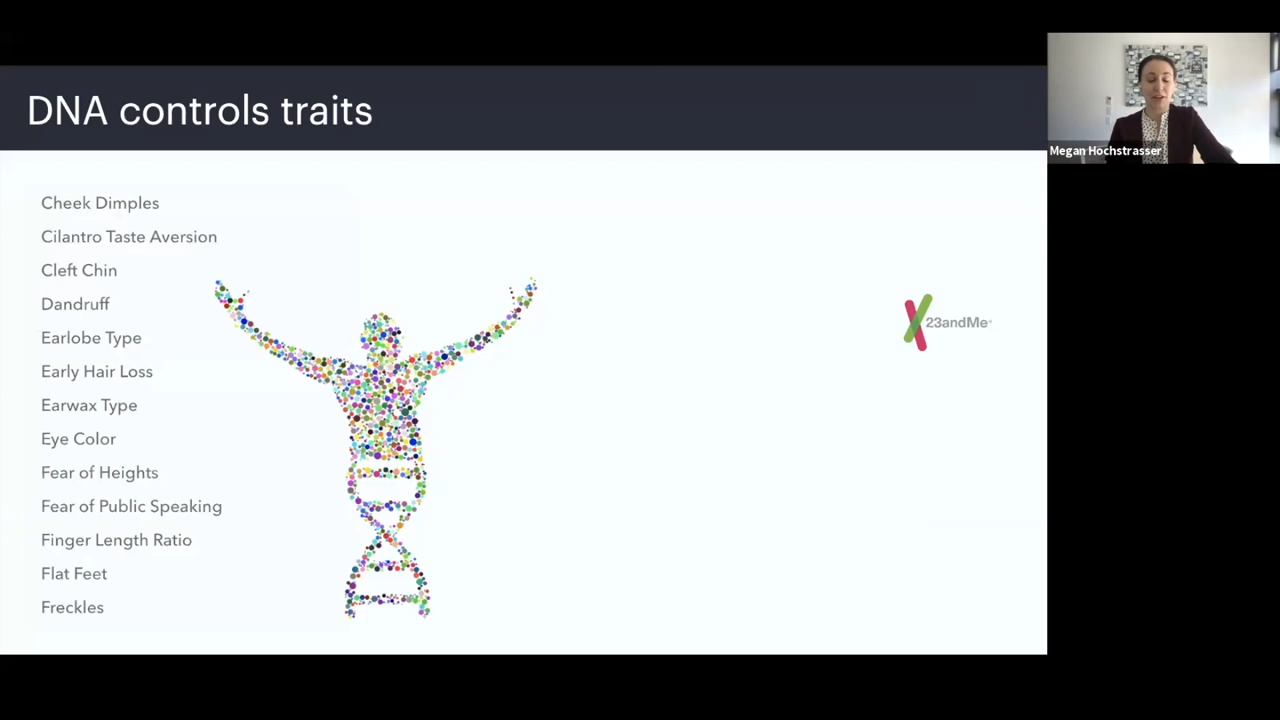 DNA controls traits
Megan Hochstrasser
Cheek Dimples
Cilantro Taste Aversion
Cleft Chin
Dandruff
Earlobe Type
Early Hair Loss
Earwax Type
Eye Color
Fear of Heights
Fear of Public Speaking
Finger Length Ratio
Flat Feet
Freckles
23andMe